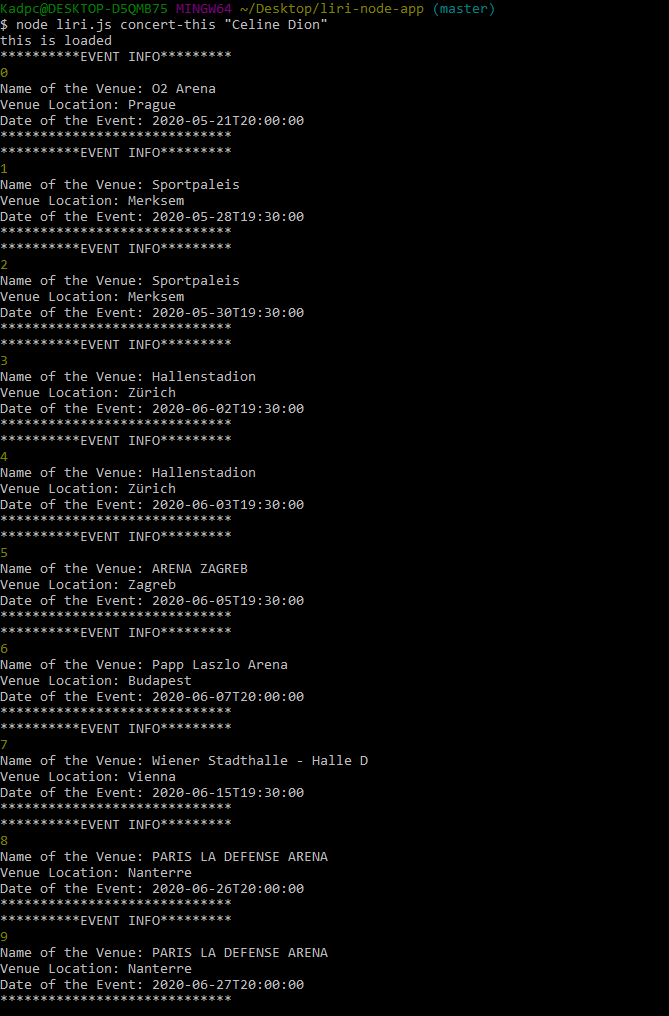 Kadpc@DESKTOP-D5QMB75 MINGW64 ~/Desktop/liri-node-app (master)
$ node liri.js concert-this "Celine Dion"
this is loaded
**********EVENT INFO*********
0
Name of the Venue: O2 Arena
Venue Location: Prague
Date of the Event: 2020-05-21T20:00:00
*****************************
**********EVENT INFO*********
1
Name of the Venue: Sportpaleis
Venue Location: Merksem
Date of the Event: 2020-05-28T19:30:00
*****************************
**********EVENT INFO*********
2
Name of the Venue: Sportpaleis
Venue Location: Merksem
Date of the Event: 2020-05-30T19:30:00
*****************************
**********EVENT INFO*********
3
Name of the Venue: Hallenstadion
Venue Location: Zürich
Date of the Event: 2020-06-02T19:30:00
*****************************
**********EVENT INFO*********
4
Name of the Venue: Hallenstadion
Venue Location: Zürich
Date of the Event: 2020-06-03T19:30:00
*****************************
**********EVENT INFO*********
5
Name of the Venue: ARENA ZAGREB
Venue Location: Zagreb
Date of the Event: 2020-06-05T19:30:00
*****************************
**********EVENT INFO*********
6
Name of the Venue: Papp Laszlo Arena
Venue Location: Budapest
Date of the Event: 2020-06-07T20:00:00
*****************************
**********EVENT INFO*********
7
Name of the Venue: Wiener Stadthalle - Halle D
Venue Location: Vienna
Date of the Event: 2020-06-15T19:30:00
*****************************
**********EVENT INFO*********
8
Name of the Venue: PARIS LA DEFENSE ARENA
Venue Location: Nanterre
Date of the Event: 2020-06-26T20:00:00
*****************************
**********EVENT INFO*********
9
Name of the Venue: PARIS LA DEFENSE ARENA
Venue Location: Nanterre
Date of the Event: 2020-06-27T20:00:00
*****************************